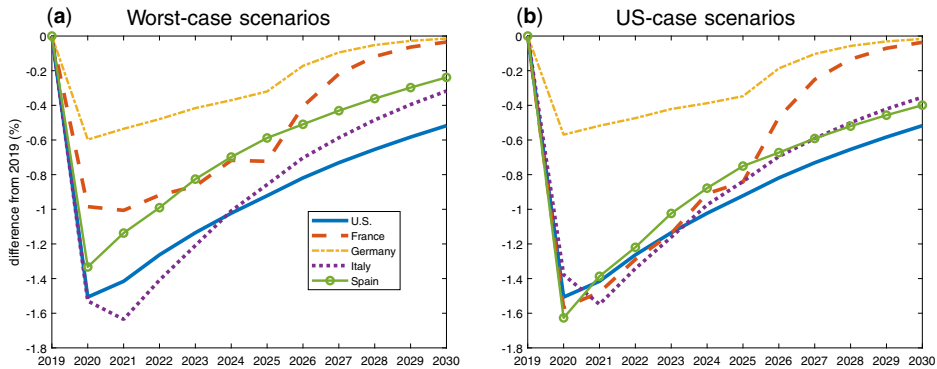 (a) Worst-case scenarios
difference from 2019 (%)
0
-0.2
-0.4
-0.6
-0.8
-1
-1.2
-1.4
-1.6
-1.8
U.S.
France
Germany
Italy
Spain
2019 2020 2021 2022 2023 2024 2025 2026 2027 2028 2029 2030
(b) US-case scenarios
0
-0.2
-0.4
-0.6
-0.8
-1
-1.2
-1.4
-1.6
-1.8
2019 2020 2021 2022 2023 2024 2025 2026 2027 2028 2029 2030